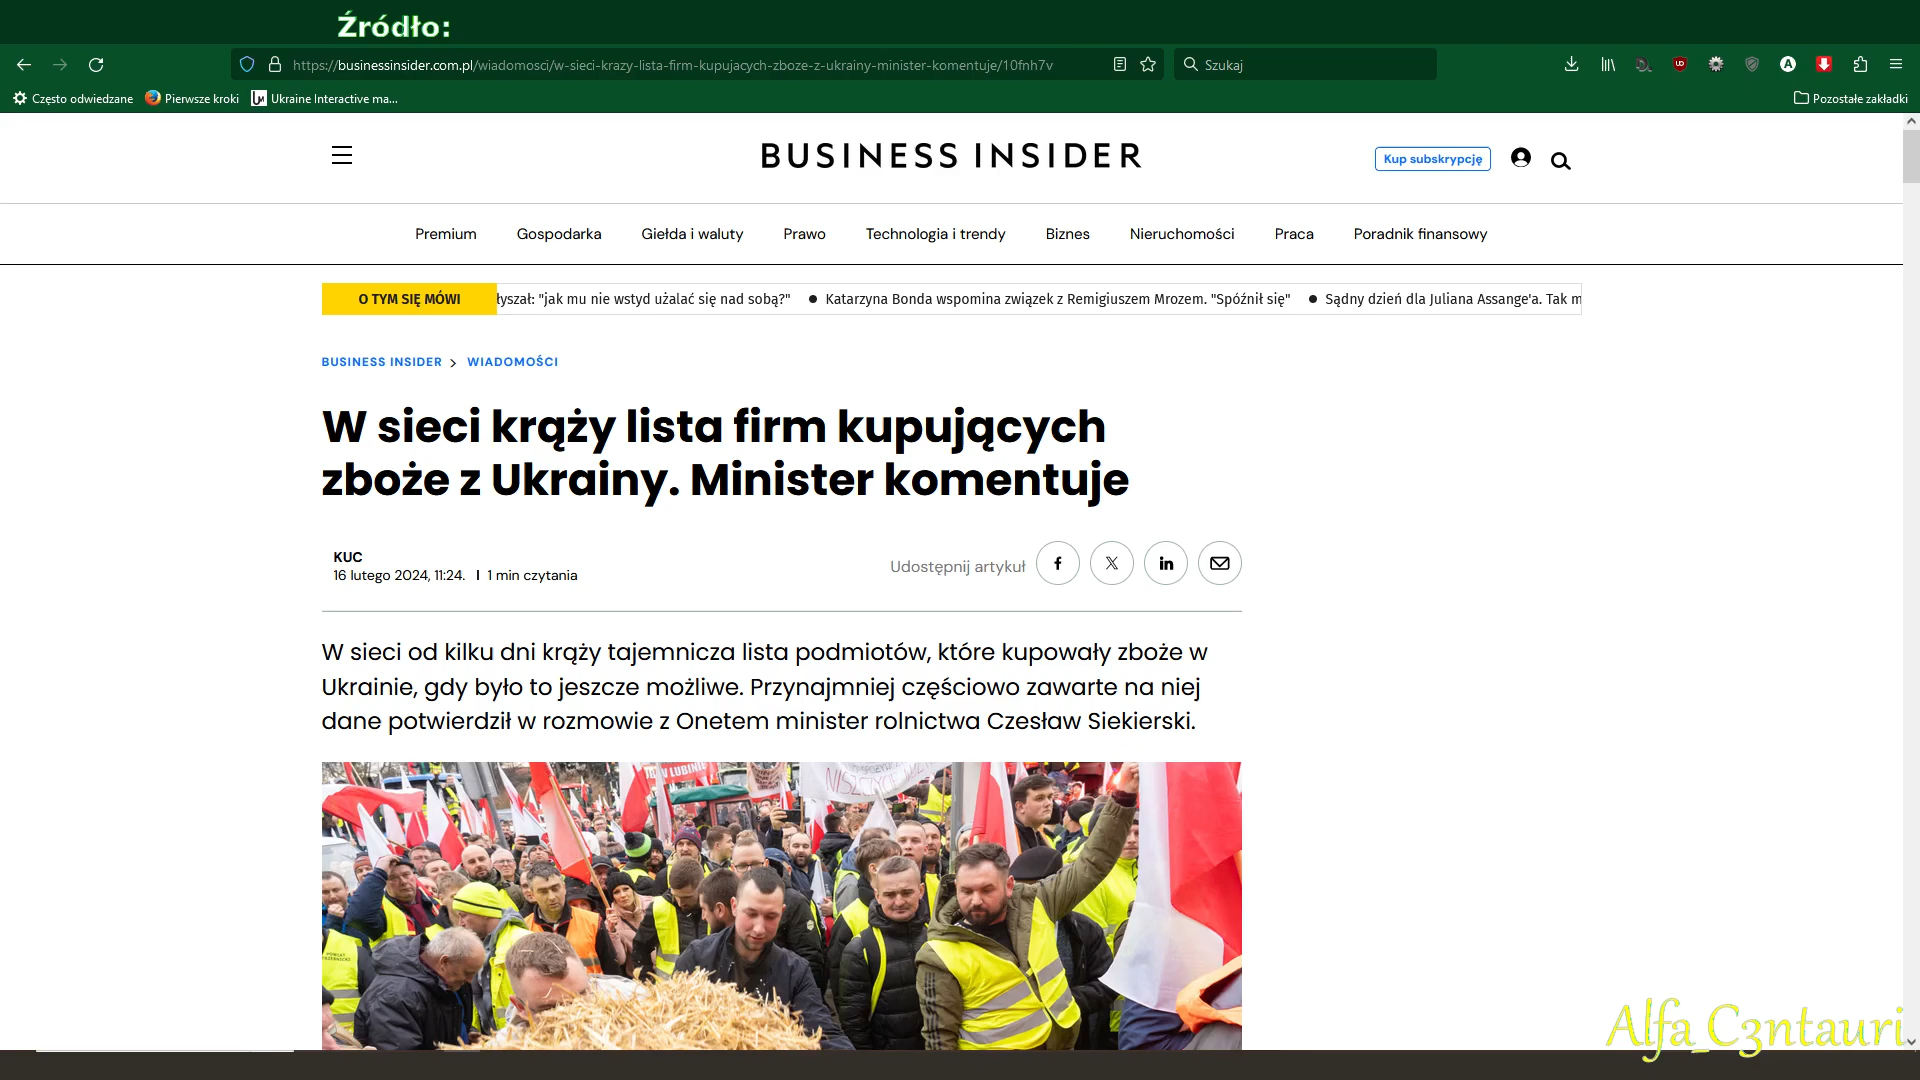 Źródło:
https://businessinsider.com.pl/wiadomosci/w-sieci-krazy-lista-firm-kupujacych-zboze-z-ukrainy-minister-komentuje/10fnh7v
Szukaj
Często odwiedzane
Pierwsze kroki
Ukraine Interactive ma...
Pozostałe zakładki
BUSINESS INSIDER
Kup subskrypcję
Premium
Gospodarka
Giełda i waluty
Prawo
Technologia i trendy
Biznes
Nieruchomości
Praca
Poradnik finansowy
O TYM SIĘ MÓWI
łyszał: "jak mu nie wstyd użalać się nad sobą?" ● Katarzyna Bonda wspomina związek z Remigiuszem Mrozem. "Spóźnił się" ● Sądny dzień dla Juliana Assange'a. Tak m
BUSINESS INSIDER > WIADOMOŚCI
W sieci krąży lista firm kupujących
zboże z Ukrainy. Minister komentuje
KUC
16 lutego 2024, 11:24. I 1 min czytania
Udostępnij artykuł
W sieci od kilku dni krąży tajemnicza lista podmiotów, które kupowały zboże w
Ukrainie, gdy było to jeszcze możliwe. Przynajmniej częściowo zawarte na niej
dane potwierdził w rozmowie z Onetem minister rolnictwa Czesław Siekierski.
LUBINIE
Alfa_C3ntauri